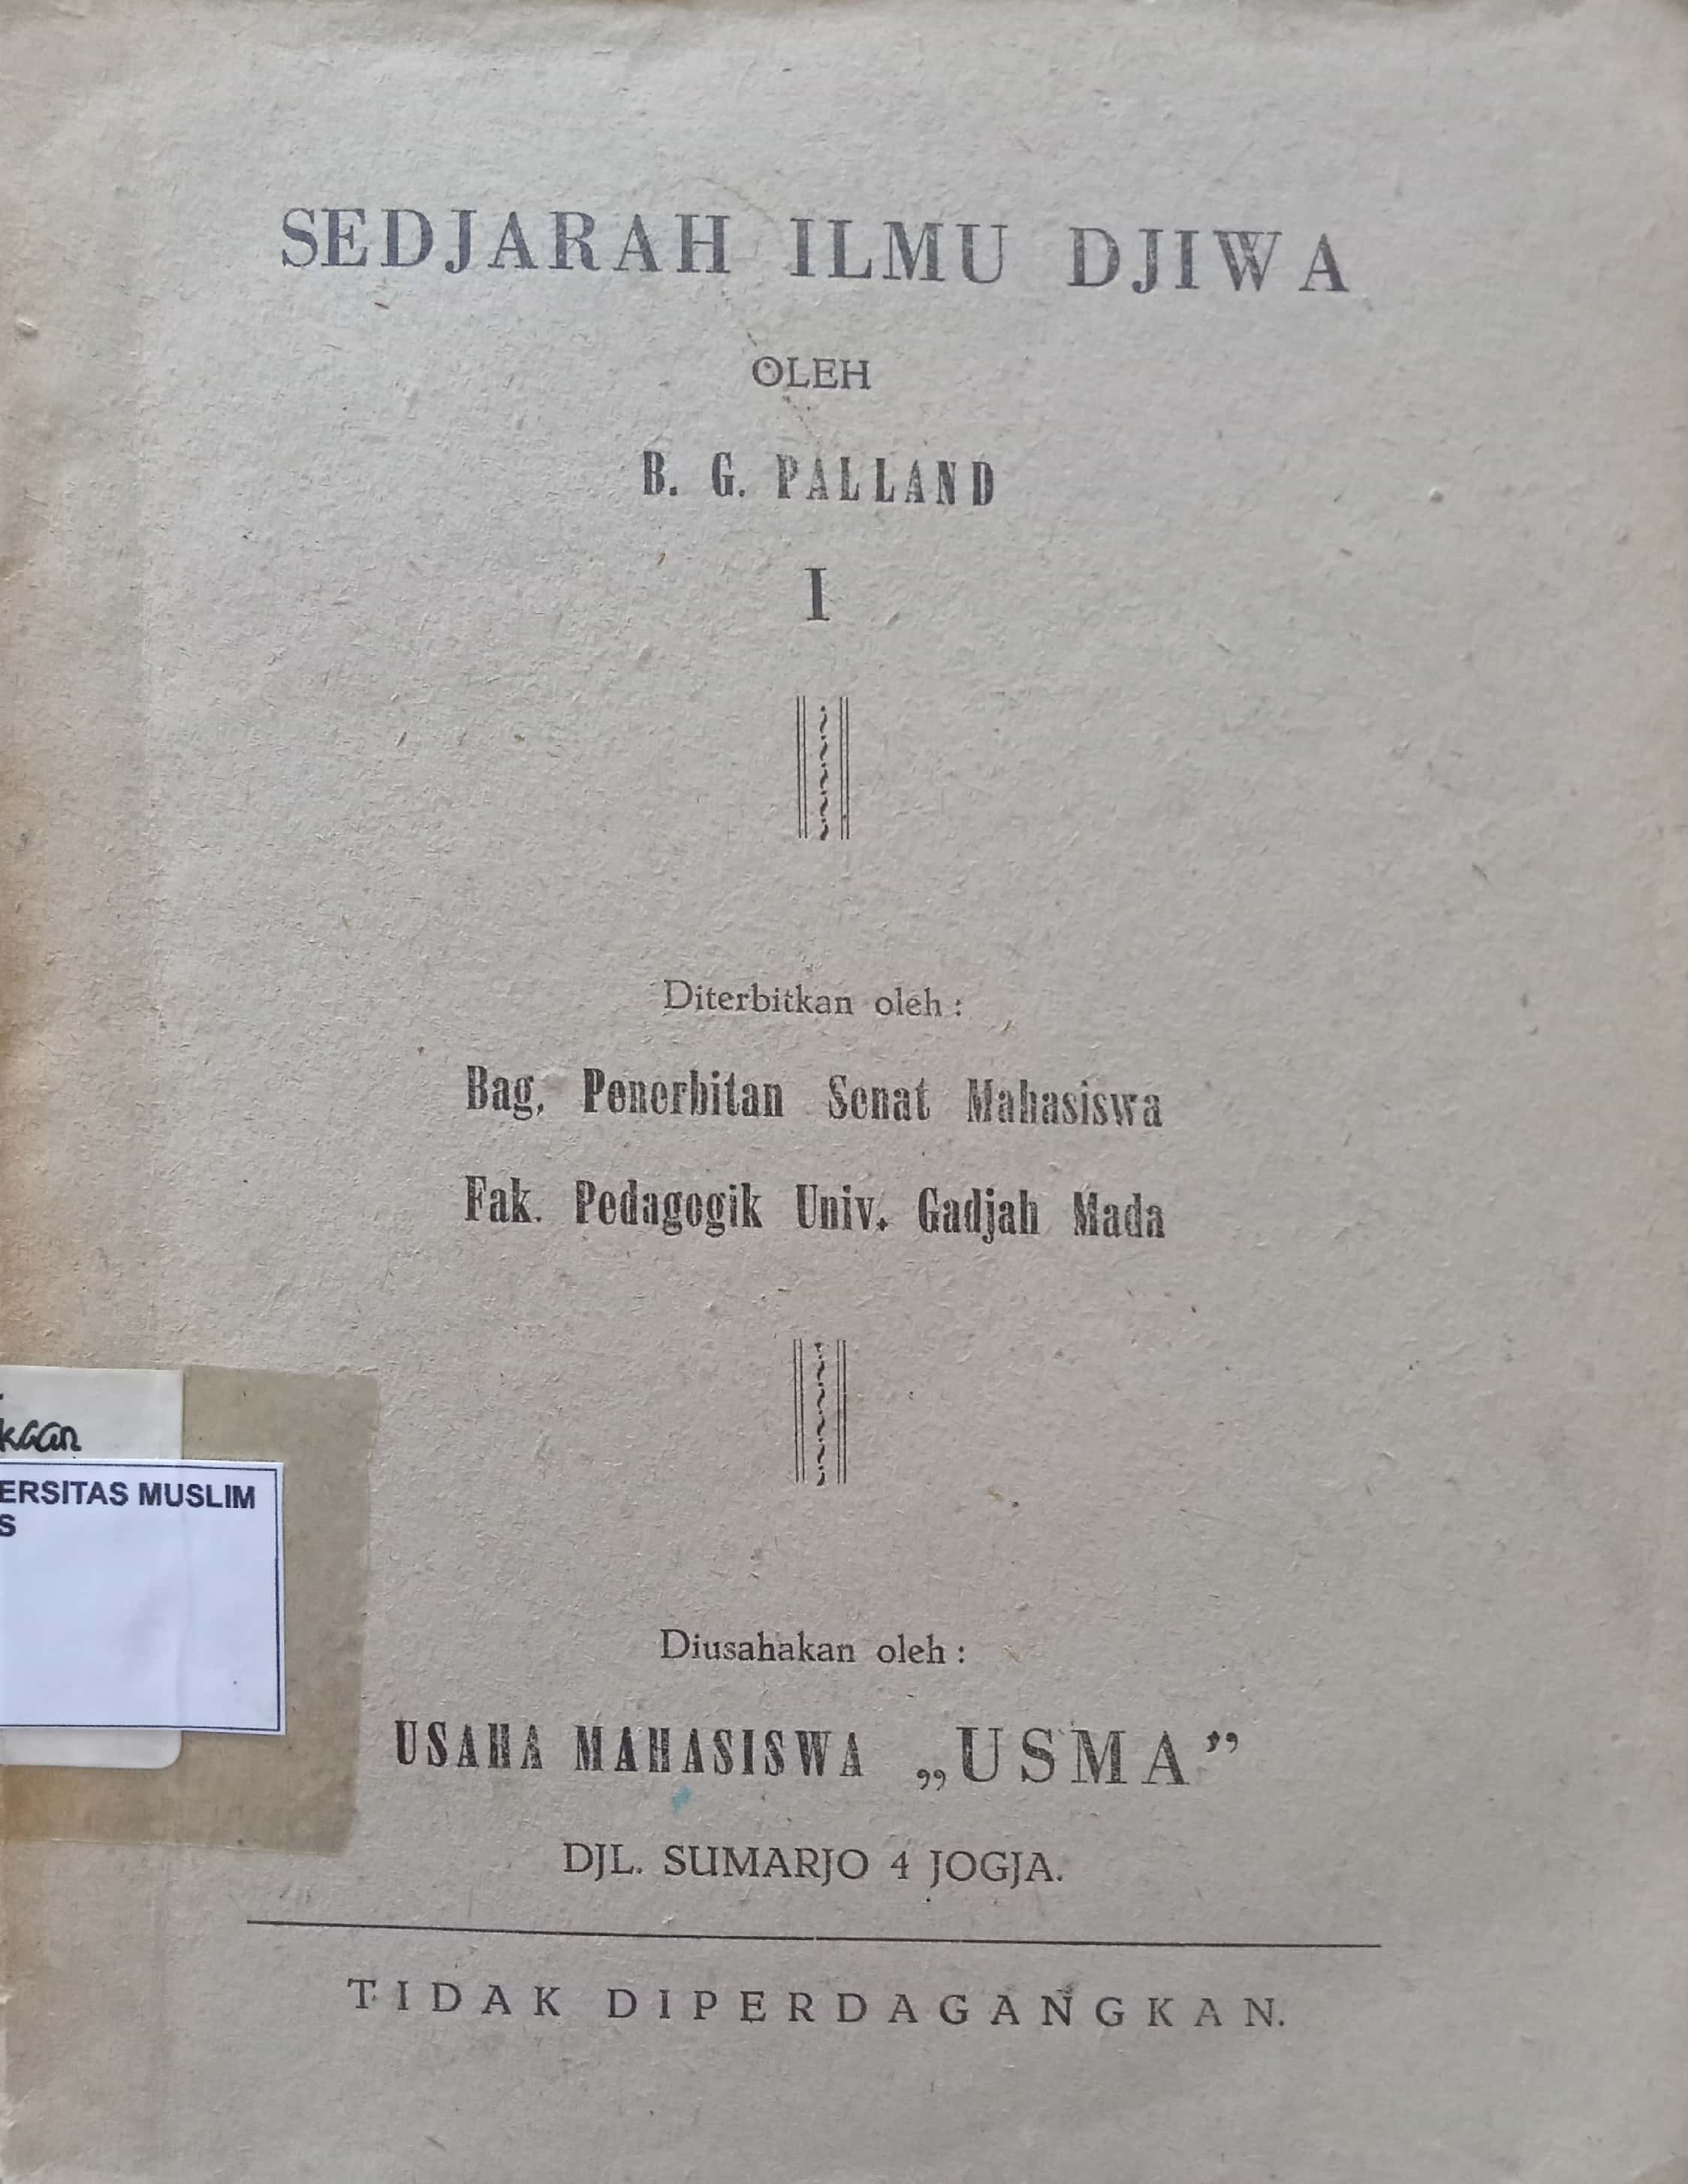 SEDJARAH ILMU DJIWA
OLEH
B. G. PALLAND
I
Diterbitkan oleh :
Bag. Penerbitan Senat Mahasiswa
Fak. Pedagogik Univ. Gadjah Mada
kaan
ERSITAS MUSLIM
S
Diusahakan oleh :
USAHA MAHASISWA „USMA”
DJL. SUMARJO 4 JOGJA.
TIDAK DIPERDAGANGKAN.